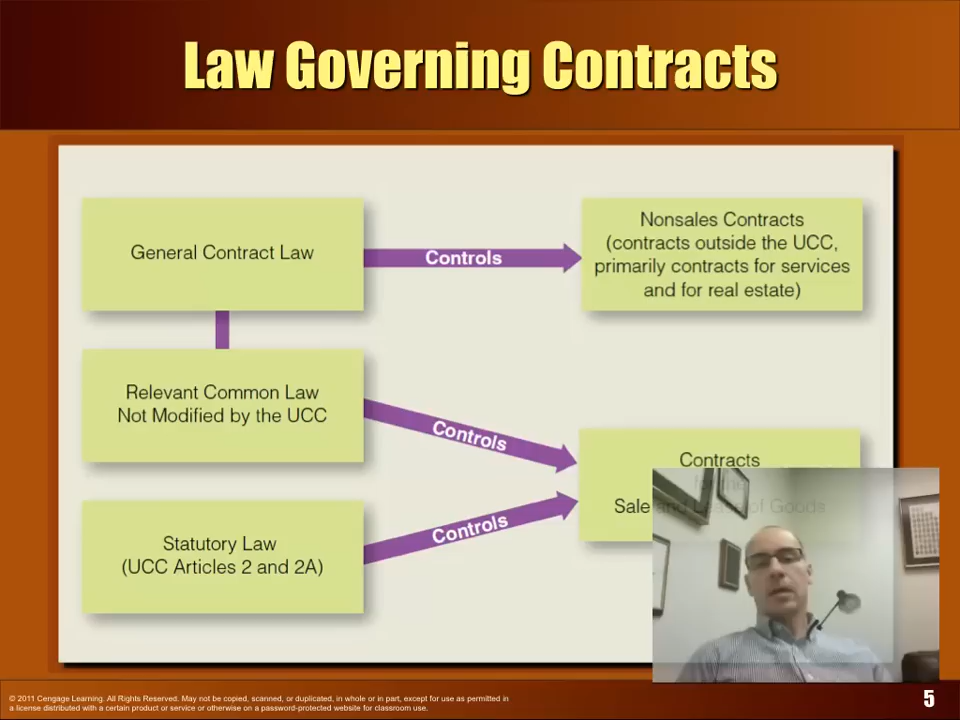 Law Governing Contracts
General Contract Law
Controls
Nonsales Contracts
(contracts outside the UCC,
primarily contracts for services
and for real estate)
Relevant Common Law
Not Modified by the UCC
Controls
Statutory Law
(UCC Articles 2 and 2A)
Controls
Contracts
for the
Sale and Lease of Goods
© 2011 Cengage Learning. All Rights Reserved. May not be copied, scanned, or duplicated, in whole or in part, except for use as permitted in
a license distributed with a certain product or service or otherwise on a password-protected website for classroom use.
5